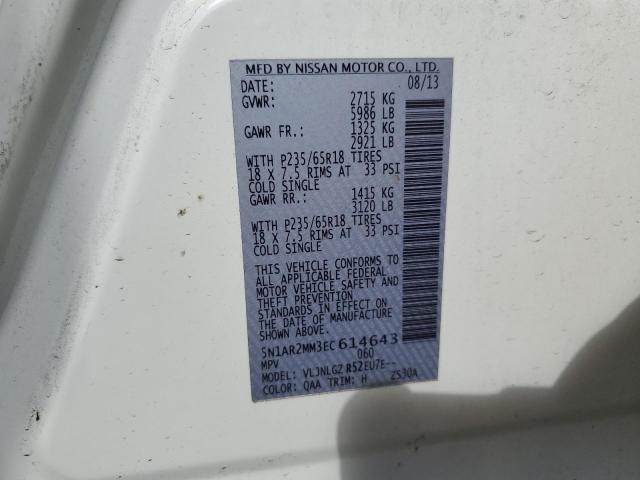 MFD BY NISSAN MOTOR CO., LTD.
DATE: 08/13
GVWR: 2715 KG
5986 LB
GAWR FR.: 1325 KG
2921 LB
WITH P235/65R18 TIRES
18 X 7.5 RIMS AT 33 PSI
COLD SINGLE
GAWR RR.: 1415 KG
3120 LB
WITH P235/65R18 TIRES
18 X 7.5 RIMS AT 33 PSI
COLD SINGLE
THIS VEHICLE CONFORMS TO
ALL APPLICABLE FEDERAL
MOTOR VEHICLE SAFETY AND
THEFT PREVENTION
STANDARDS IN EFFECT ON
THE DATE OF MANUFACTURE
5N1AR2MM3EC614643
MPV 060
MODEL: VLJNLGZ R52EU7E--
COLOR: QAA TRIM: H Z530A